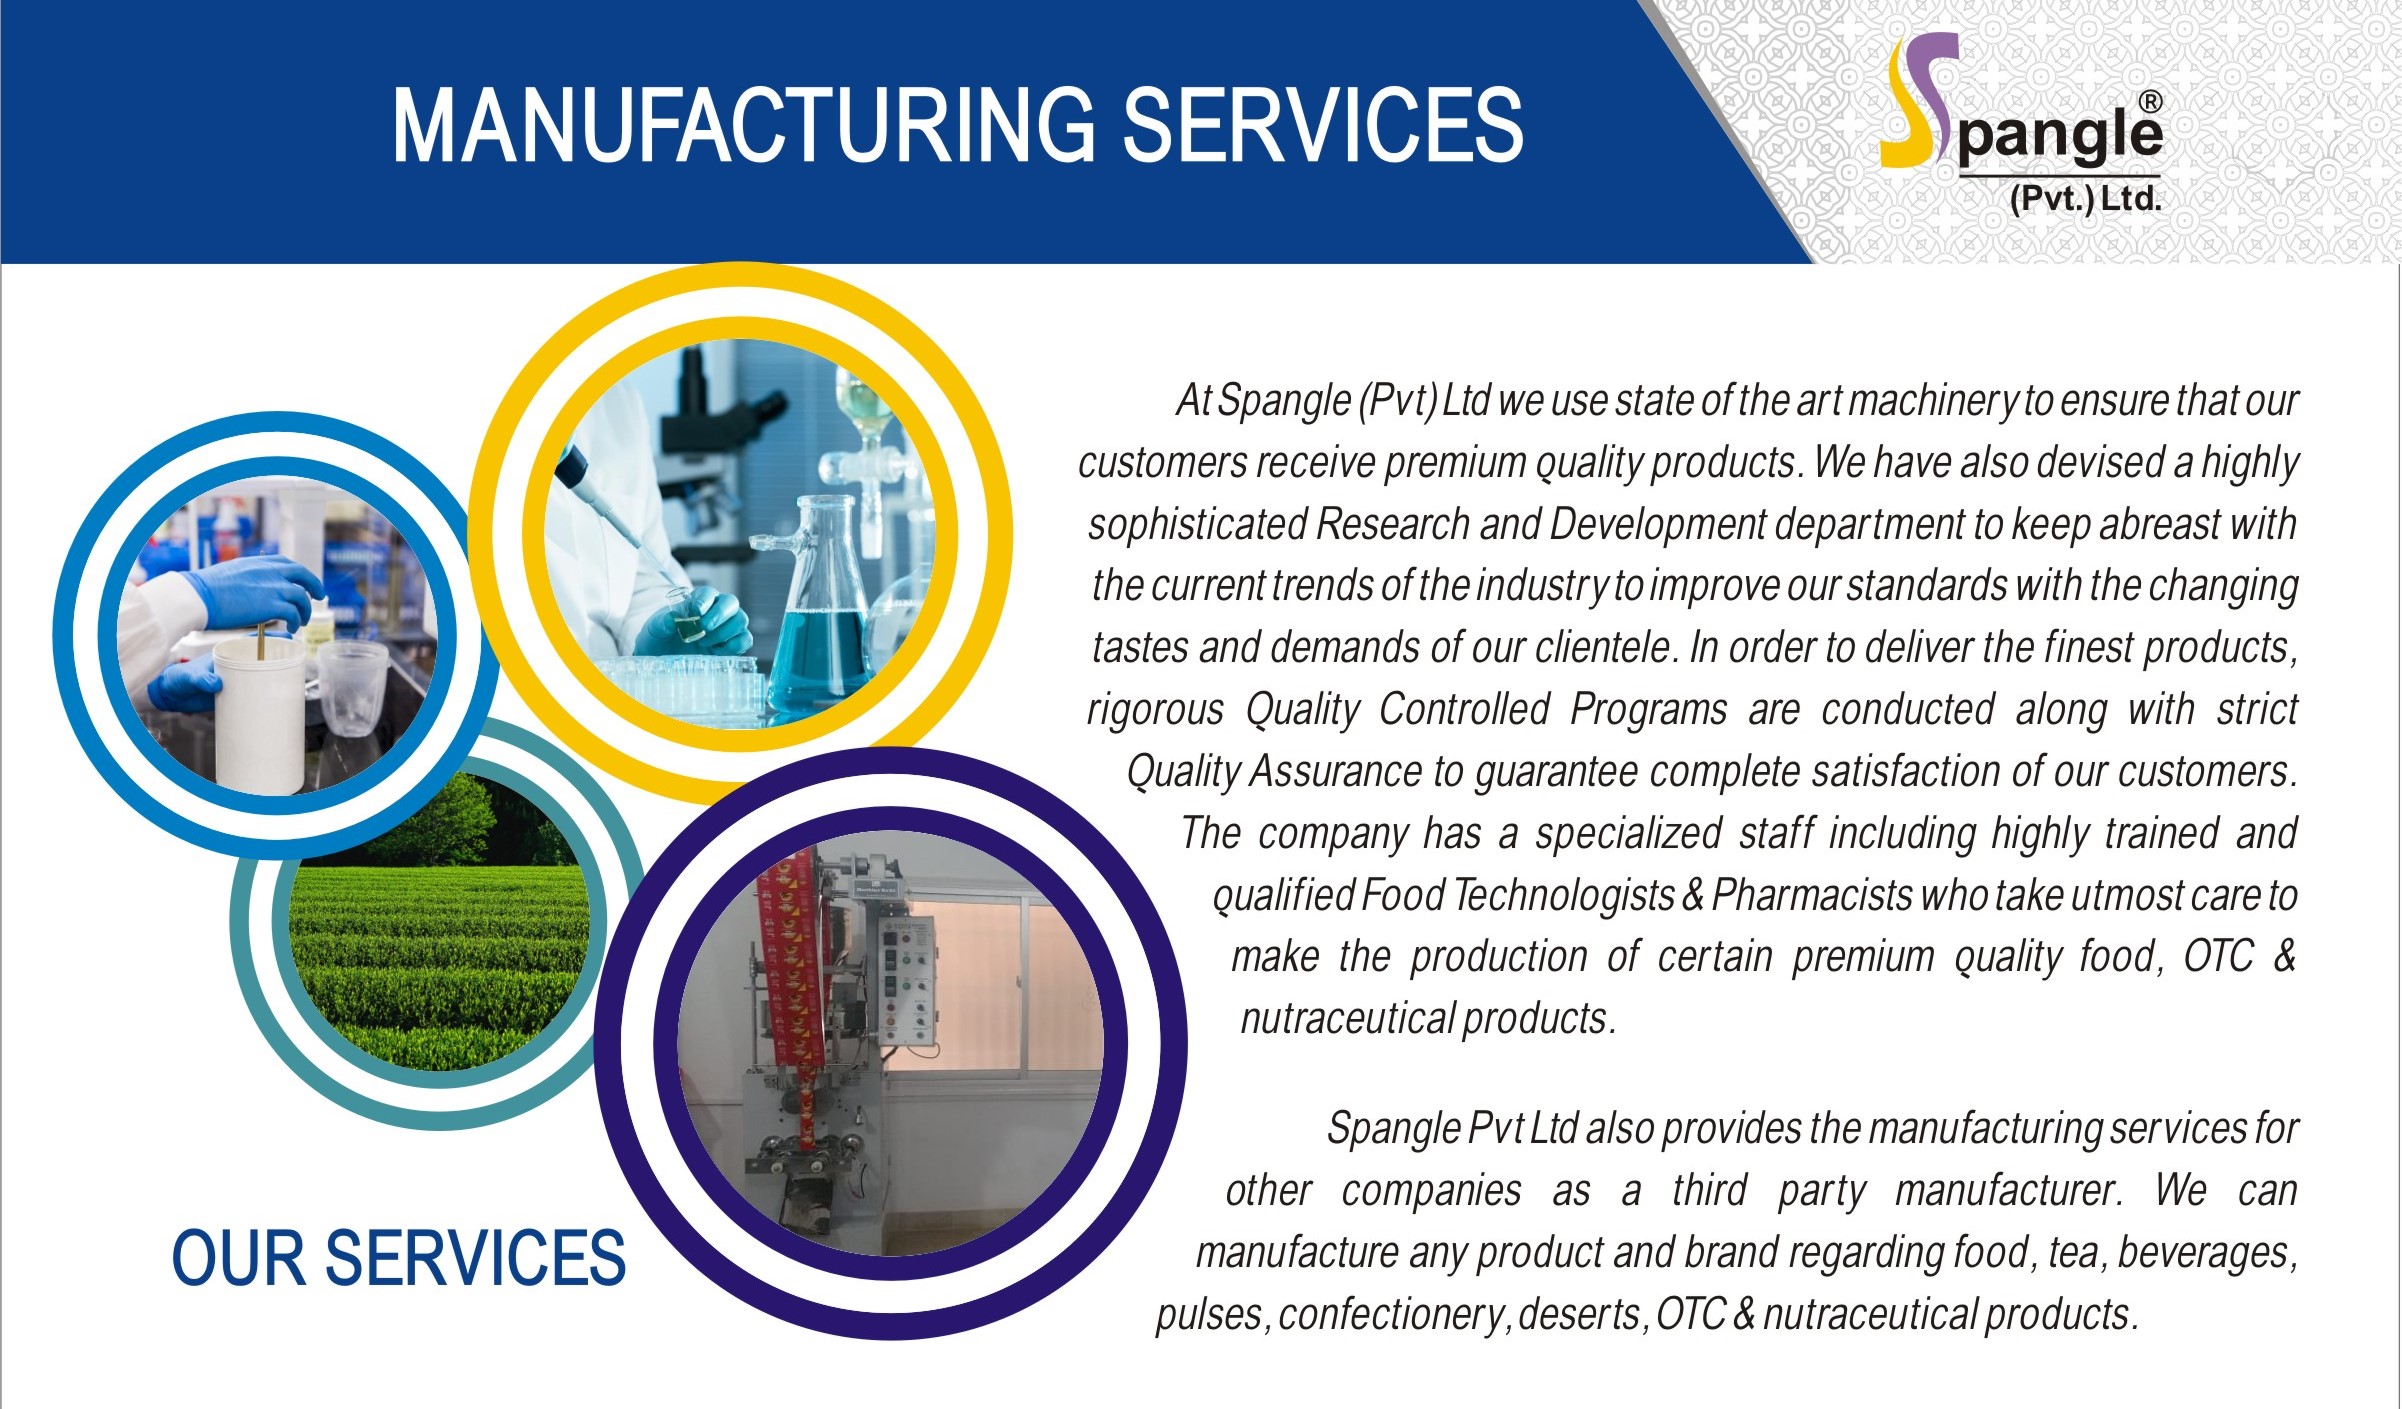 MANUFACTURING SERVICES
Spangle®
(Pvt.) Ltd.
At Spangle (Pvt) Ltd we use state of the art machinery to ensure that our
customers receive premium quality products. We have also devised a highly
sophisticated Research and Development department to keep abreast with
the current trends of the industry to improve our standards with the changing
tastes and demands of our clientele. In order to deliver the finest products,
rigorous Quality Controlled Programs are conducted along with strict
Quality Assurance to guarantee complete satisfaction of our customers.
The company has a specialized staff including highly trained and
qualified Food Technologists & Pharmacists who take utmost care to
make the production of certain premium quality food, OTC &
nutraceutical products.
Spangle Pvt Ltd also provides the manufacturing services for
other companies as a third party manufacturer. We can
manufacture any product and brand regarding food, tea, beverages,
pulses, confectionery, deserts, OTC & nutraceutical products.
OUR SERVICES